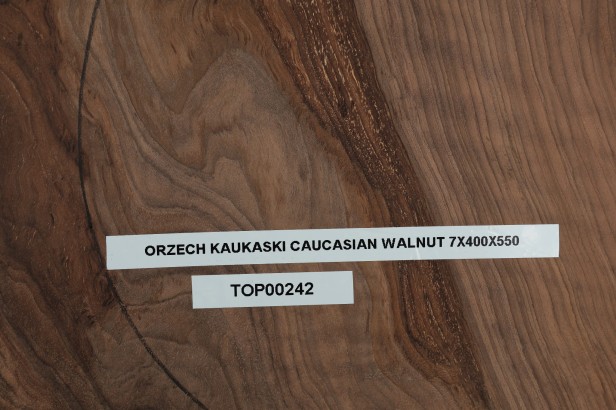 ORZECH KAUKASKI CAUCASIAN WALNUT 7X400X550
TOP00242